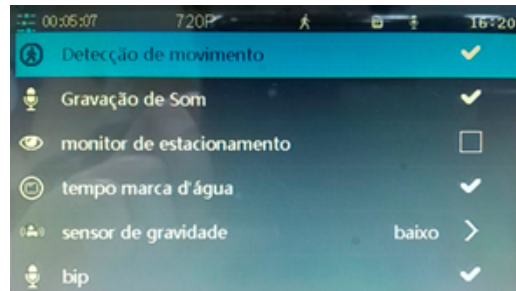 00:05:07 720P 16:20
Detecção de movimento
Gravação de Som
monitor de estacionamento
tempo marca d'água
sensor de gravidade baixo
bip